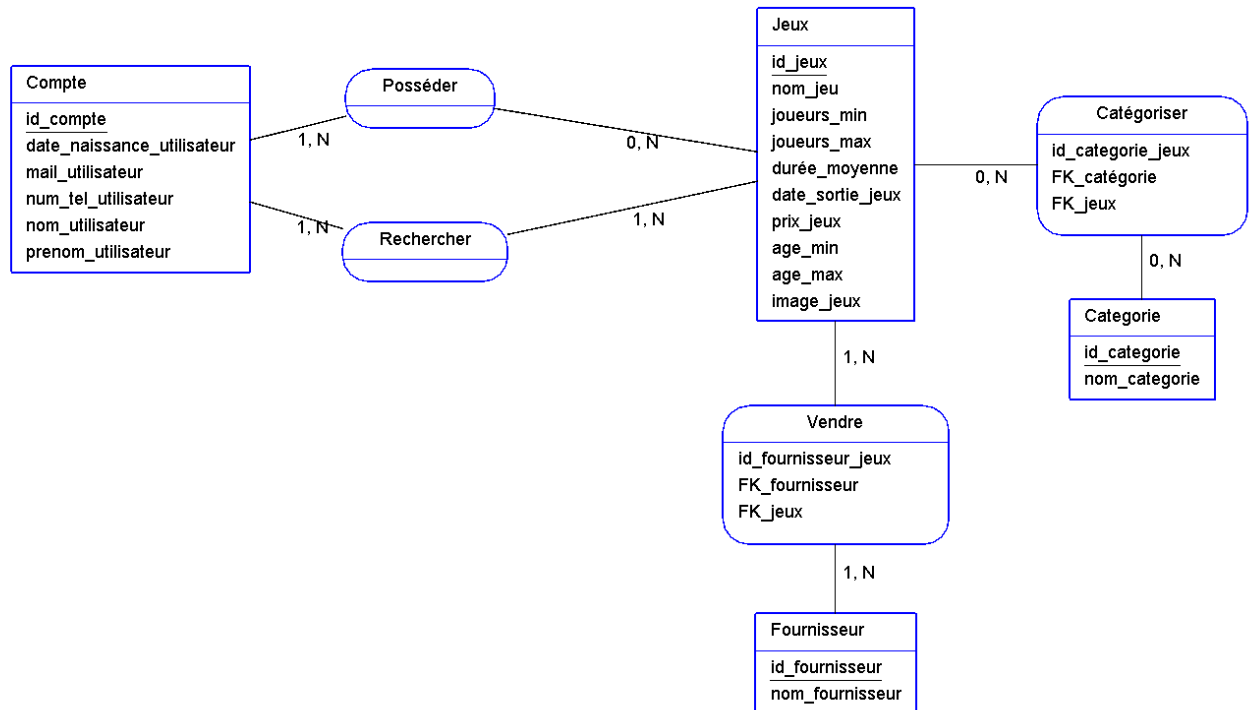 Compte
id_compte
date_naissance_utilisateur
mail_utilisateur
num_tel_utilisateur
nom_utilisateur
prenom_utilisateur
Posséder
1, N
0, N
Rechercher
1, N
1, N
Jeux
id_jeux
nom_jeu
joueurs_min
joueurs_max
durée_moyenne
date_sortie_jeux
prix_jeux
age_min
age_max
image_jeux
0, N
Catégoriser
id_categorie_jeux
FK_catégorie
FK_jeux
0, N
Categorie
id_categorie
nom_categorie
1, N
Vendre
id_fournisseur_jeux
FK_fournisseur
FK_jeux
1, N
Fournisseur
id_fournisseur
nom_fournisseur